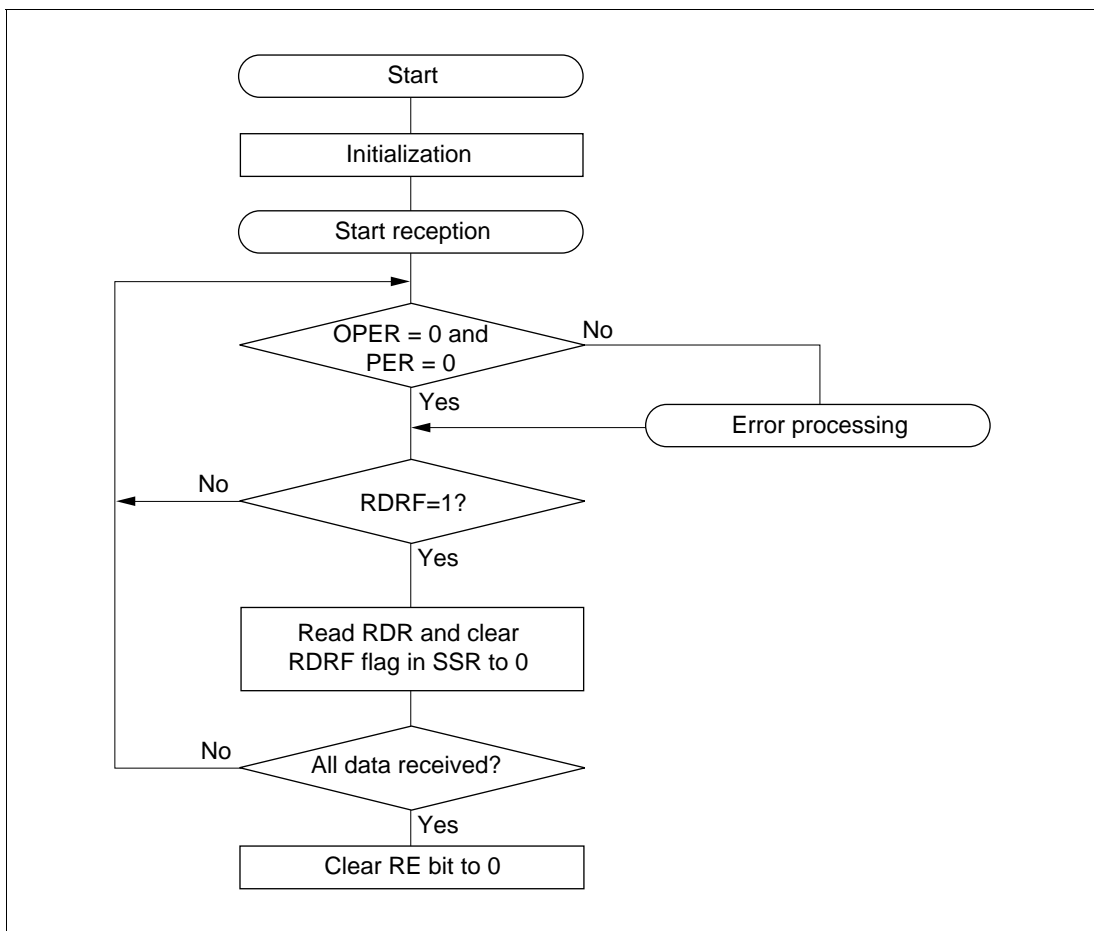 Start
Initialization
Start reception
OPER = 0 and
PER = 0
No
Yes
Error processing
No
RDRF=1?
Yes
Read RDR and clear
RDRF flag in SSR to 0
No
All data received?
Yes
Clear RE bit to 0